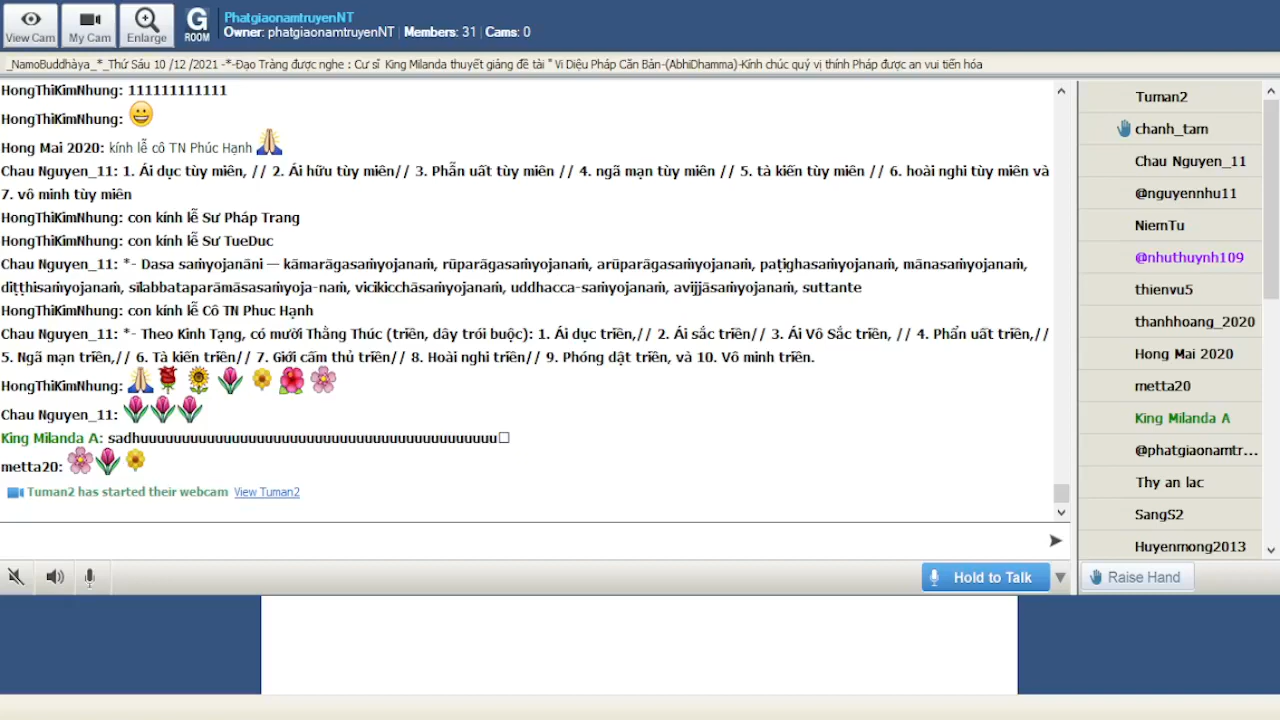 PhatgiaonamtruyenNT
Owner: phatgiaonamtruyenNT | Members: 31 | Cams: 0
View Cam
My Cam
Enlarge
G ROOM
_NamoBuddhàya_*_Thứ Sáu 10 /12 /2021 -*-Đạo Tràng được nghe : Cư sĩ King Milanda thuyết giảng đề tài " Vi Diệu Pháp Căn Bản-(AbhiDhamma)-Kính chúc quý vị thính Pháp được an vui tiến hóa
HongThiKimNhung: 111111111111
HongThiKimNhung:
Hong Mai 2020: kính lễ cô TN Phúc Hạnh
Chau Nguyen_11: 1. Ái dục tùy miên, // 2. Ái hữu tùy miên// 3. Phẫn uất tùy miên // 4. ngã mạn tùy miên // 5. tà kiến tùy miên // 6. hoài nghi tùy miên và
7. vô minh tùy miên
HongThiKimNhung: con kính lễ Sư Pháp Trang
HongThiKimNhung: con kính lễ Sư TueDuc
Chau Nguyen_11: *- Dasa saṁyojanāni — kāmarāgasaṁyojanaṁ, rūparāgasaṁyojanaṁ, arūparāgasaṁyojanaṁ, paṭighasaṁyojanaṁ, mānasaṁyojanaṁ,
diṭṭhisaṁyojanaṁ, sīlabbataparāmāsasaṁyoja-naṁ, vicikicchāsaṁyojanaṁ, uddhacca-saṁyojanaṁ, avijjāsaṁyojanaṁ, suttante
HongThiKimNhung: con kính lễ Cô TN Phuc Hạnh
Chau Nguyen_11: *- Theo Kinh Tạng, có mười Thằng Thúc (triền, dây trói buộc): 1. Ái dục triền,// 2. Ái sắc triền// 3. Ái Vô Sắc triền, // 4. Phẩn uất triền,//
5. Ngã mạn triền,// 6. Tà kiến triền// 7. Giới cấm thủ triền// 8. Hoài nghi triền// 9. Phóng dật triền, và 10. Vô minh triền.
HongThiKimNhung:
Chau Nguyen_11:
King Milanda A: sadhuuuuuuuuuuuuuuuuuuuuuuuuuuuuuuuuuuuuuuuuuuu
metta20:
Tuman2 has started their webcam View Tuman2
Hold to Talk
Tuman2
chanh_tam
Chau Nguyen_11
@nguyennhu11
NiemTu
@nhuthuynh109
thienvu5
thanhhoang_2020
Hong Mai 2020
metta20
King Milanda A
@phatgiaonamtr...
Thy an lac
SangS2
Huyenmong2013
Raise Hand